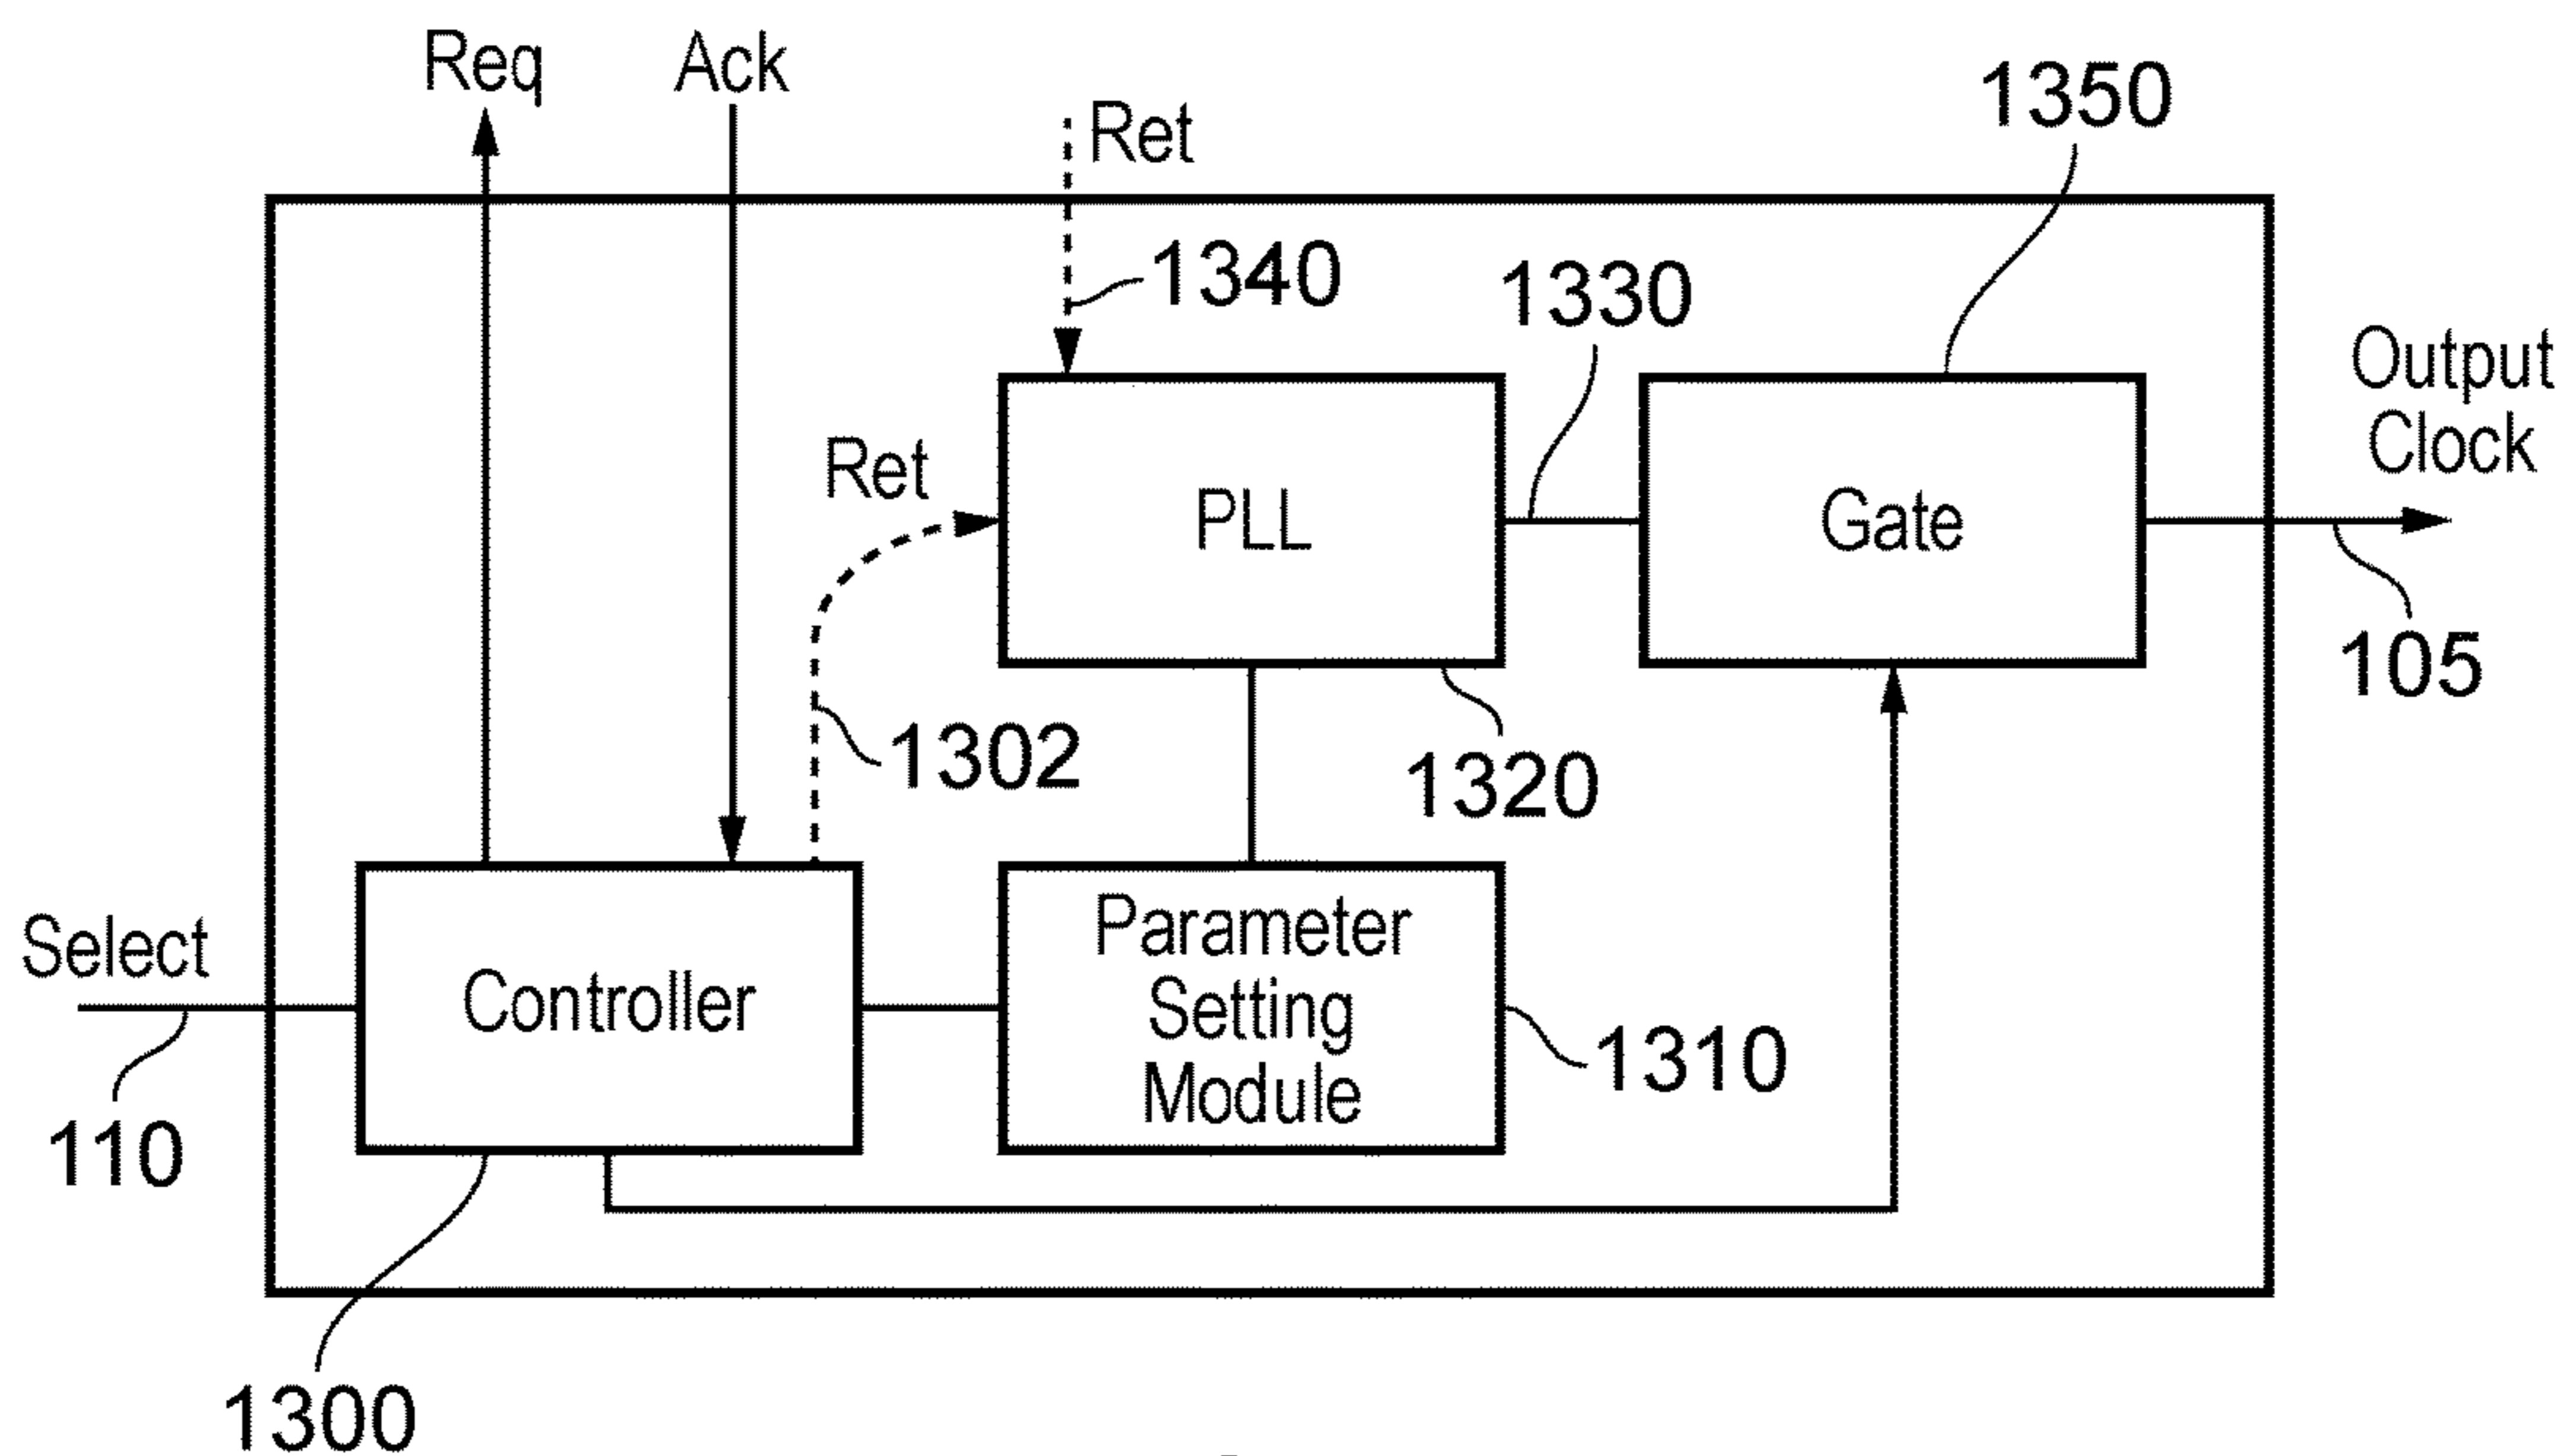 Req
Ack
Ret
1350
1340
1330
Output
Clock
Ret
PLL
Gate
105
1302
1320
Select
Controller
Parameter
Setting
Module
1310
110
1300